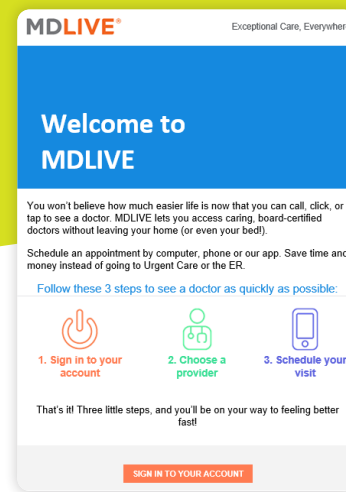 MDLIVE®
Exceptional Care, Everywher
Welcome to
MDLIVE
You won't believe how much easier life is now that you can call, click, or
tap to see a doctor. MDLIVE lets you access caring, board-certified
doctors without leaving your home (or even your bed!).
Schedule an appointment by computer, phone or our app. Save time and
money instead of going to Urgent Care or the ER.
Follow these 3 steps to see a doctor as quickly as possible:
1. Sign in to your
account
2. Choose a
provider
3. Schedule your
visit
That's it! Three little steps, and you'll be on your way to feeling better
fast!
SIGN IN TO YOUR ACCOUNT